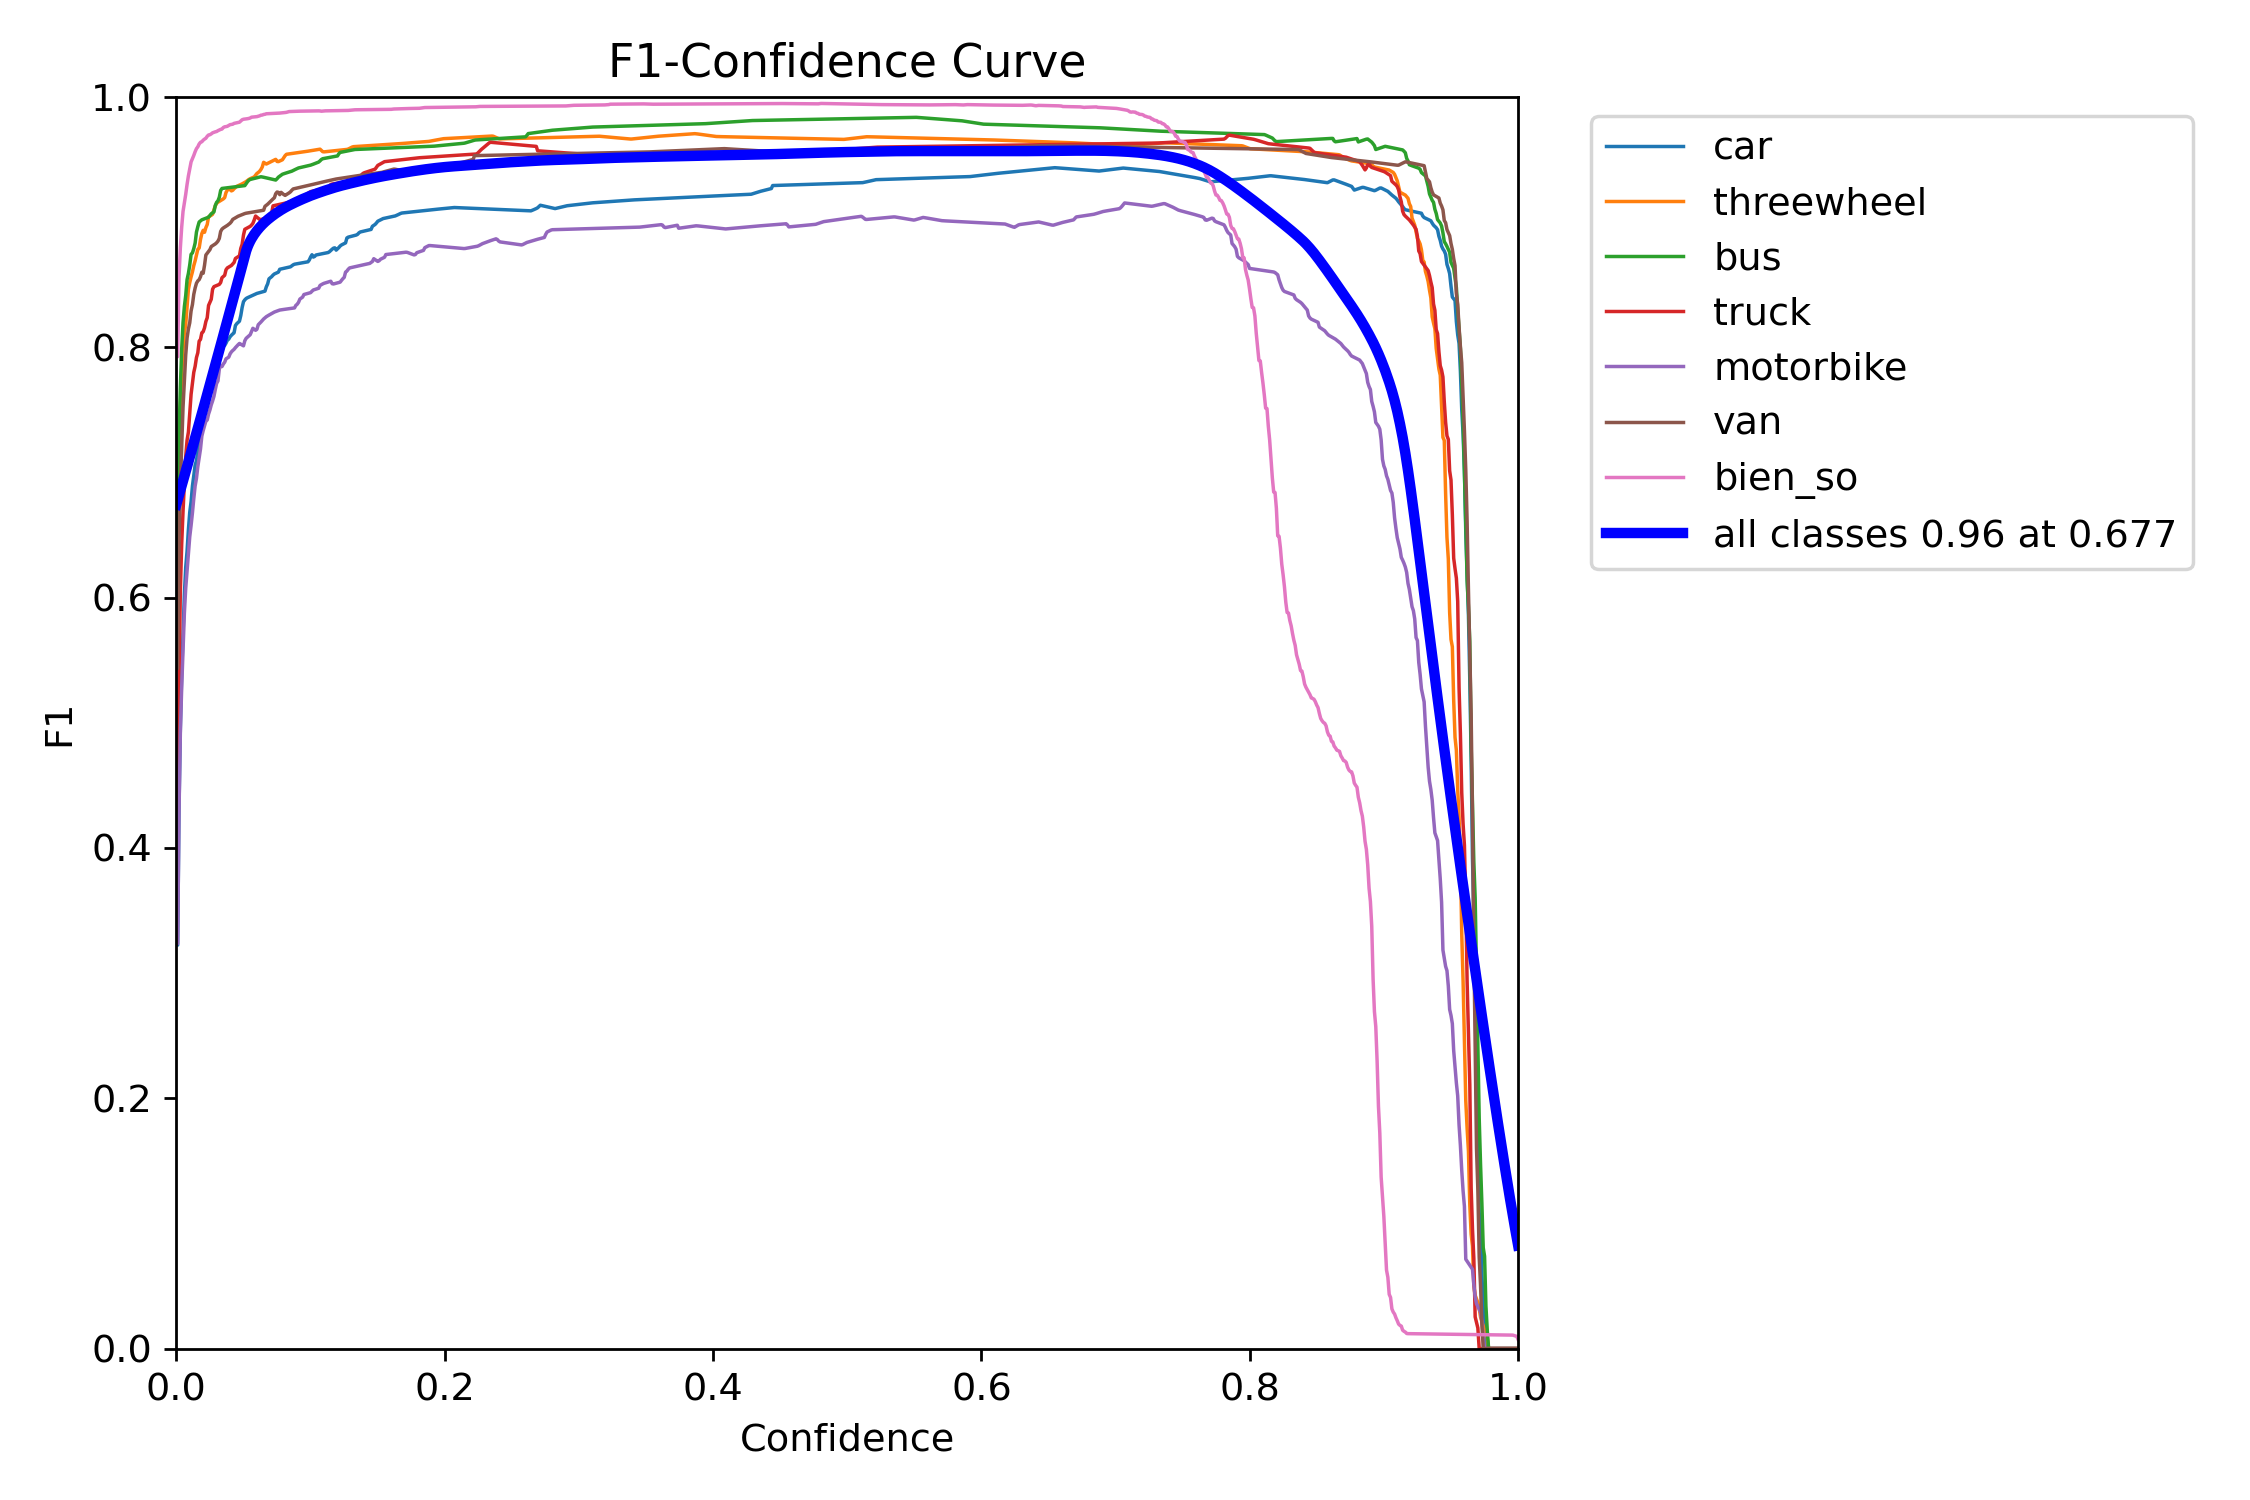 F1-Confidence Curve
1.0
0.8
0.6
0.4
0.2
0.0
F1
0.0 0.2 0.4 0.6 0.8 1.0
Confidence
car
threewheel
bus
truck
motorbike
van
bien_so
all classes 0.96 at 0.677